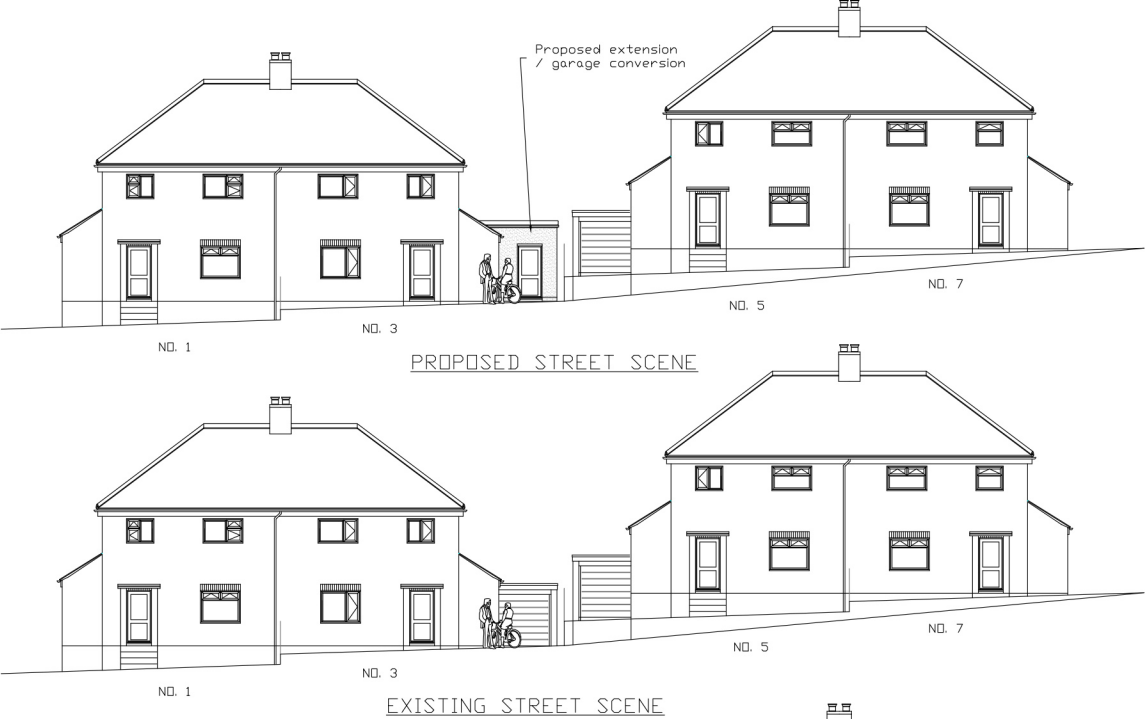 Proposed extension
/ garage conversion
NO. 7
NO. 5
NO. 3
NO. 1
PROPOSED STREET SCENE
NO. 7
NO. 5
NO. 3
NO. 1
EXISTING STREET SCENE